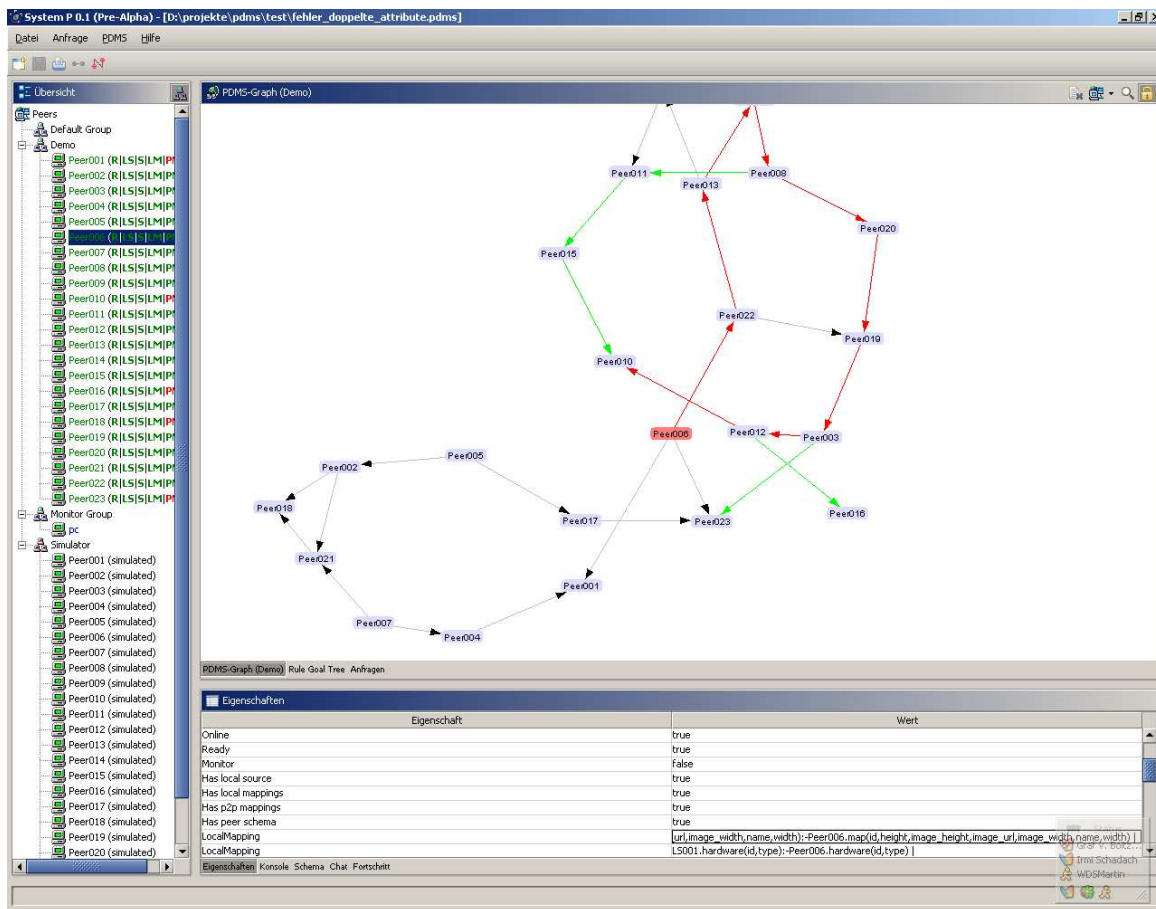 System P 0.1 (Pre-Alpha) - [D:\projekte\pdms\test\fehler_doppelte_attribute.pdms]
Datei Anfrage PDMS Hilfe
Übersicht
Peers
Default Group
Demo
Peer001 (R|LS|S|LM|P
Peer002 (R|LS|S|LM|P
Peer003 (R|LS|S|LM|P
Peer004 (R|LS|S|LM|P
Peer005 (R|LS|S|LM|P
Peer006 (R|LS|S|LM|P
Peer007 (R|LS|S|LM|P
Peer008 (R|LS|S|LM|P
Peer009 (R|LS|S|LM|P
Peer010 (R|LS|S|LM|P
Peer011 (R|LS|S|LM|P
Peer012 (R|LS|S|LM|P
Peer013 (R|LS|S|LM|P
Peer014 (R|LS|S|LM|P
Peer015 (R|LS|S|LM|P
Peer016 (R|LS|S|LM|P
Peer017 (R|LS|S|LM|P
Peer018 (R|LS|S|LM|P
Peer019 (R|LS|S|LM|P
Peer020 (R|LS|S|LM|P
Peer021 (R|LS|S|LM|P
Peer022 (R|LS|S|LM|P
Peer023 (R|LS|S|LM|P
Monitor Group
pc
Simulator
Peer001 (simulated)
Peer002 (simulated)
Peer003 (simulated)
Peer004 (simulated)
Peer005 (simulated)
Peer006 (simulated)
Peer007 (simulated)
Peer008 (simulated)
Peer009 (simulated)
Peer010 (simulated)
Peer011 (simulated)
Peer012 (simulated)
Peer013 (simulated)
Peer014 (simulated)
Peer015 (simulated)
Peer016 (simulated)
Peer017 (simulated)
Peer018 (simulated)
Peer019 (simulated)
Peer020 (simulated)
PDMS-Graph (Demo)
Peer011
Peer013
Peer008
Peer020
Peer015
Peer022
Peer019
Peer010
Peer006
Peer012
Peer003
Peer005
Peer002
Peer018
Peer017
Peer023
Peer016
Peer021
Peer001
Peer007
Peer004
PDMS-Graph (Demo) Rule Goal Tree Anfragen
Eigenschaften
Eigenschaft Wert
Online true
Ready true
Monitor false
Has local source true
Has local mappings true
Has p2p mappings true
Has peer schema true
LocalMapping url,image_width,name,width):-Peer006.map(id,height,image_height,image_url,image_width,name,width) |
LocalMapping LS001.hardware(id,type):-Peer006.hardware(id,type) |
Status
Graf v. Boltz...
Irmi Schadach
WDSMartin
Eigenschaften Konsole Schema Chat Fortschritt